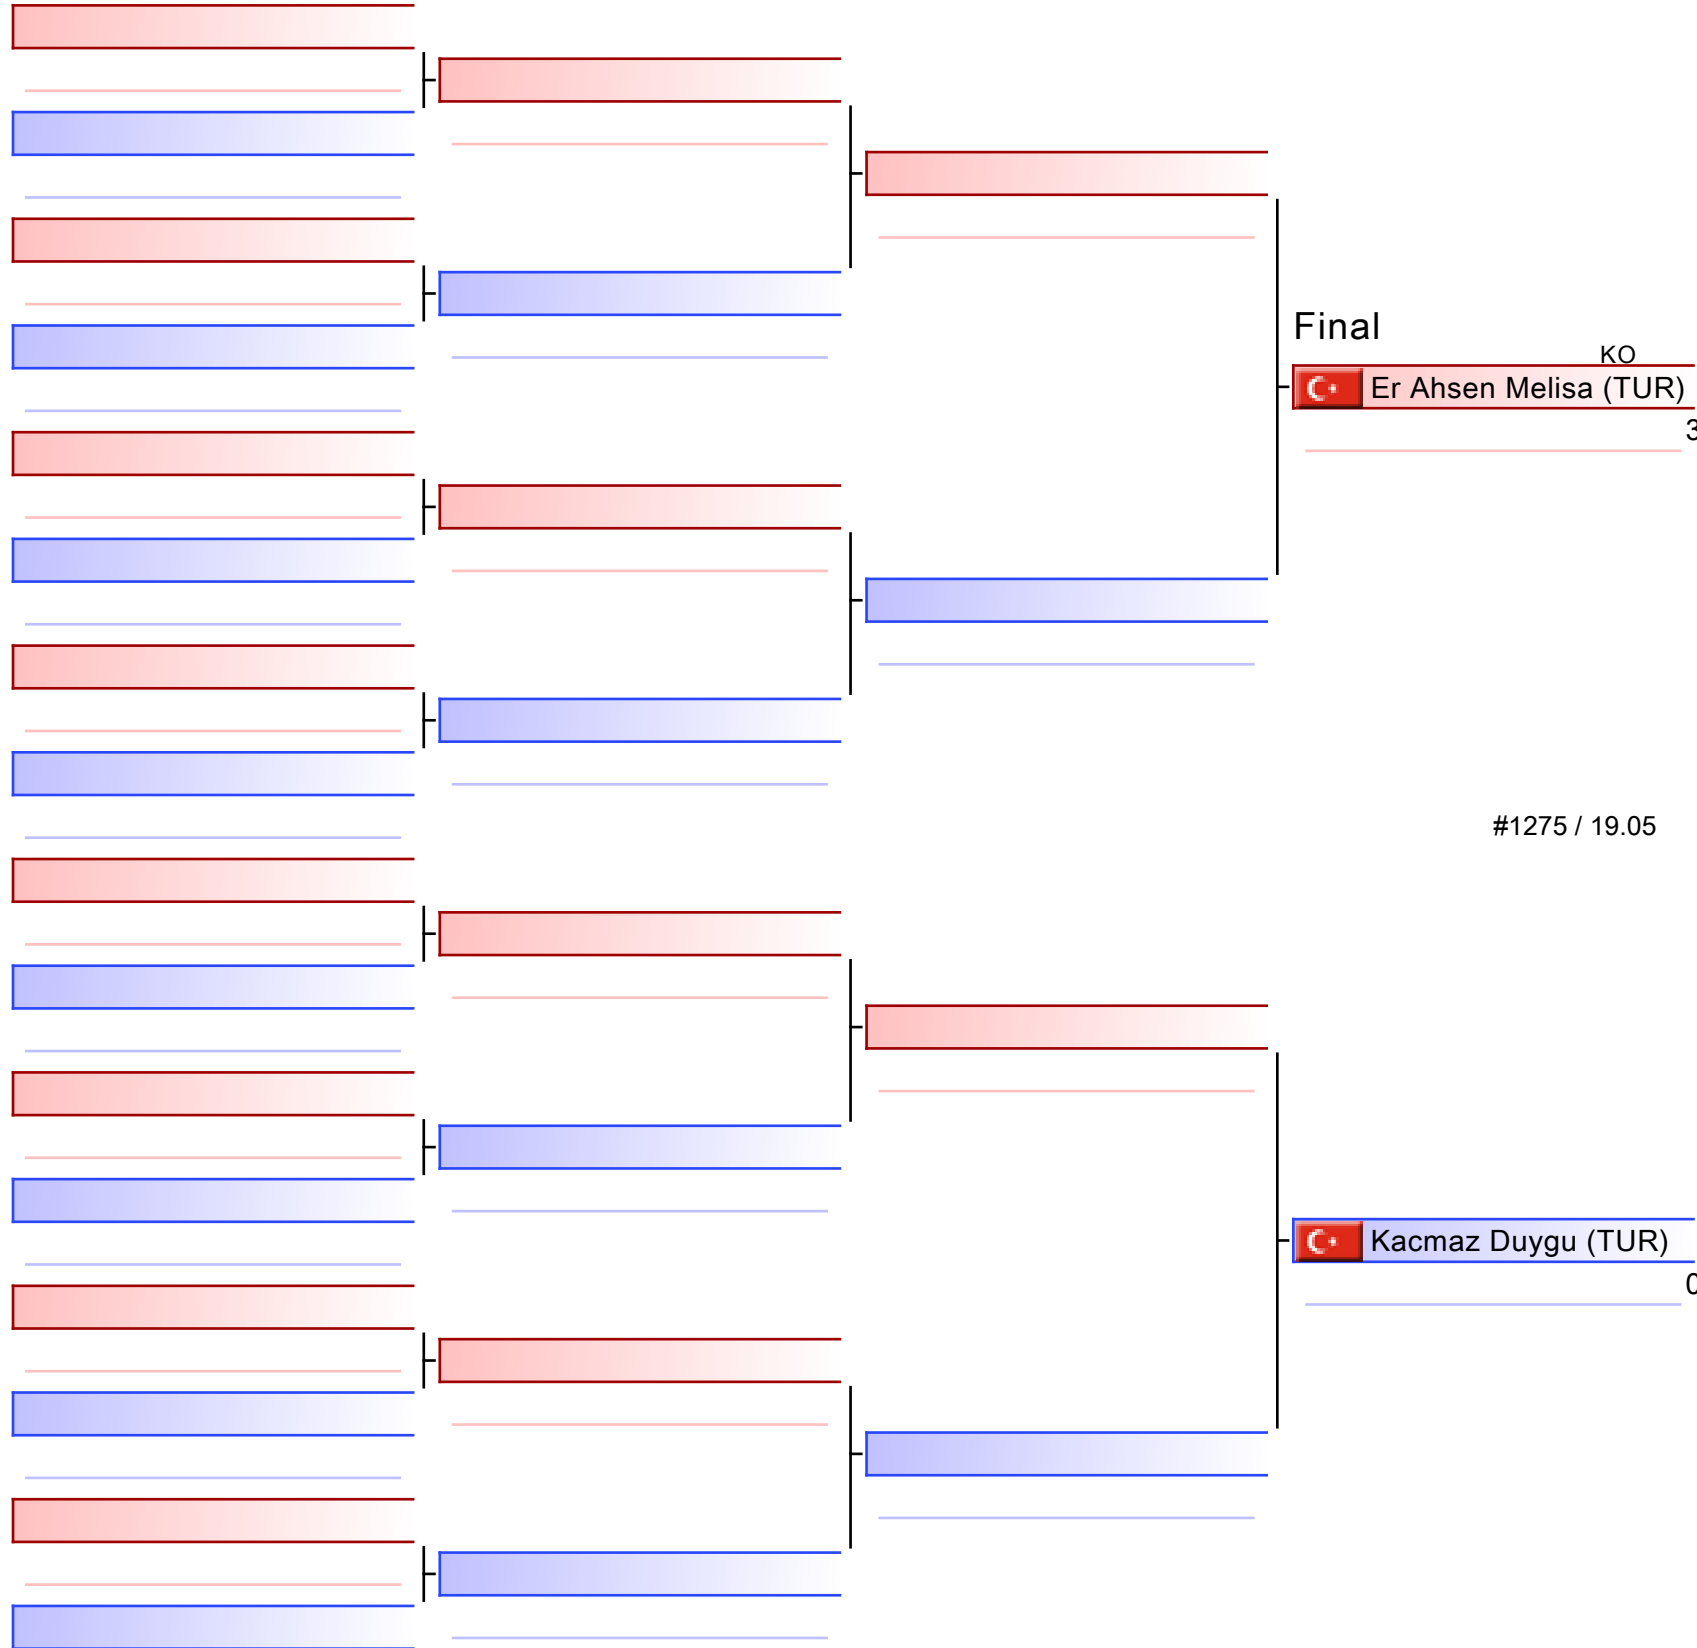 Final
KO
Er Ahsen Melisa (TUR)
3
#1275 / 19.05
Kacmaz Duygu (TUR)
0